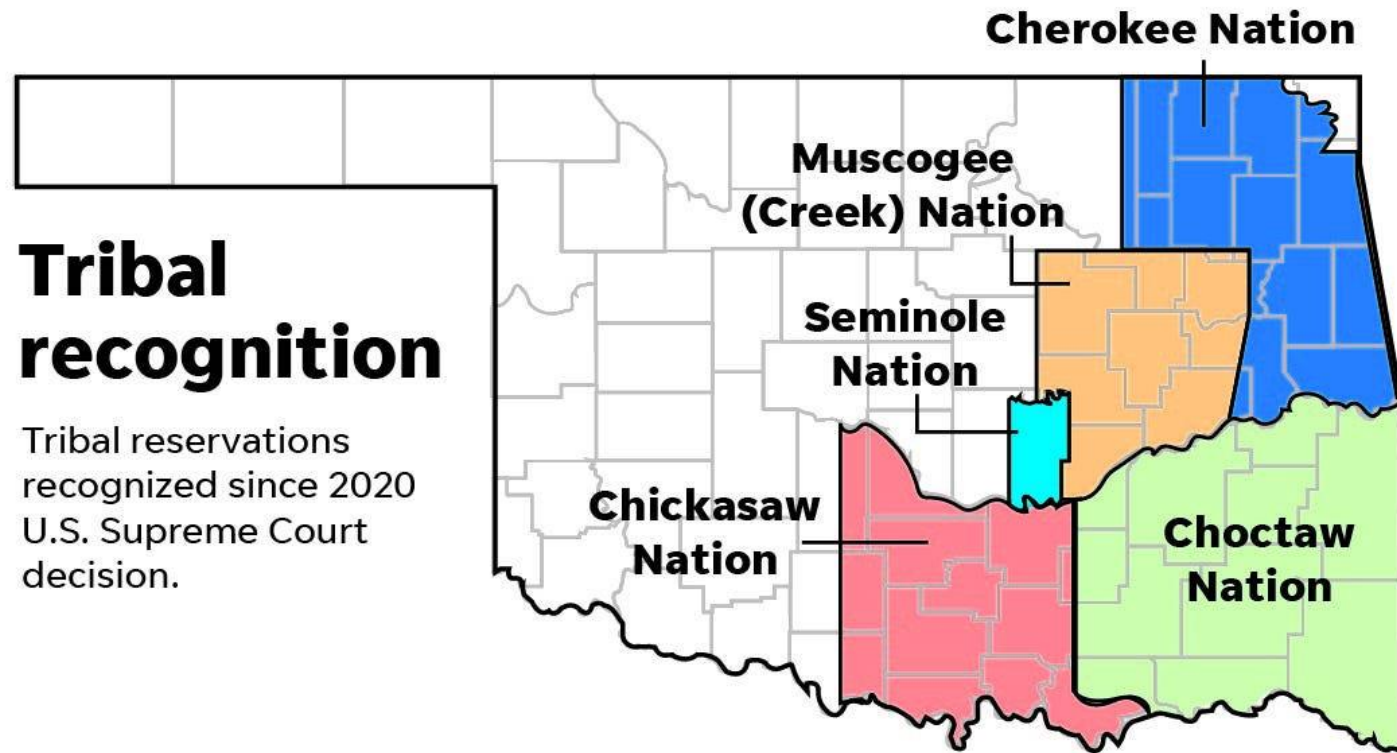 Cherokee Nation
Muscogee
(Creek) Nation
Tribal
recognition
Seminole
Nation
Tribal reservations
recognized since 2020
U.S. Supreme Court
decision.
Chickasaw
Nation
Choctaw
Nation